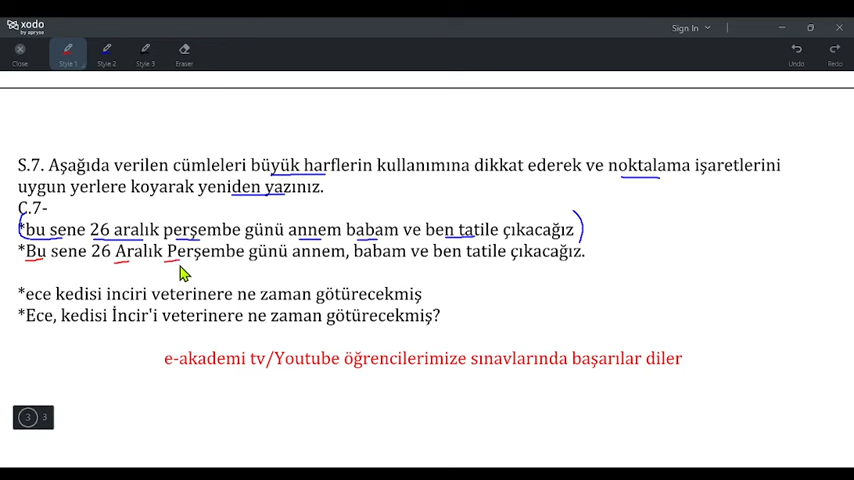 xodo
by apryse
Sign In
Close
Style 1
Style 2
Style 3
Eraser
Undo
Redo
S.7. Aşağıda verilen cümleleri büyük harflerin kullanımına dikkat ederek ve noktalama işaretlerini
uygun yerlere koyarak yeniden yazınız.
C.7-
*bu sene 26 aralık perşembe günü annem babam ve ben tatile çıkacağız
*Bu sene 26 Aralık Perşembe günü annem, babam ve ben tatile çıkacağız.
*ece kedisi inciri veterinere ne zaman götürecekmiş
*Ece, kedisi İncir'i veterinere ne zaman götürecekmiş?
e-akademi tv/Youtube öğrencilerimize sınavlarında başarılar diler
3 3